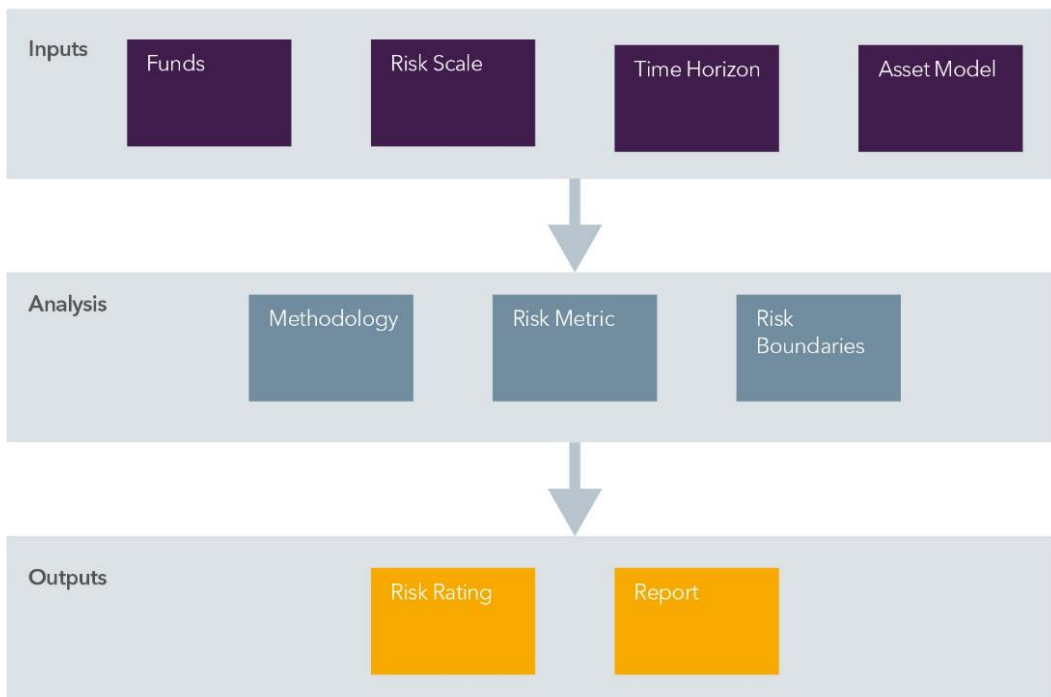 Inputs
Funds
Risk Scale
Time Horizon
Asset Model
Analysis
Methodology
Risk Metric
Risk
Boundaries
Outputs
Risk Rating
Report